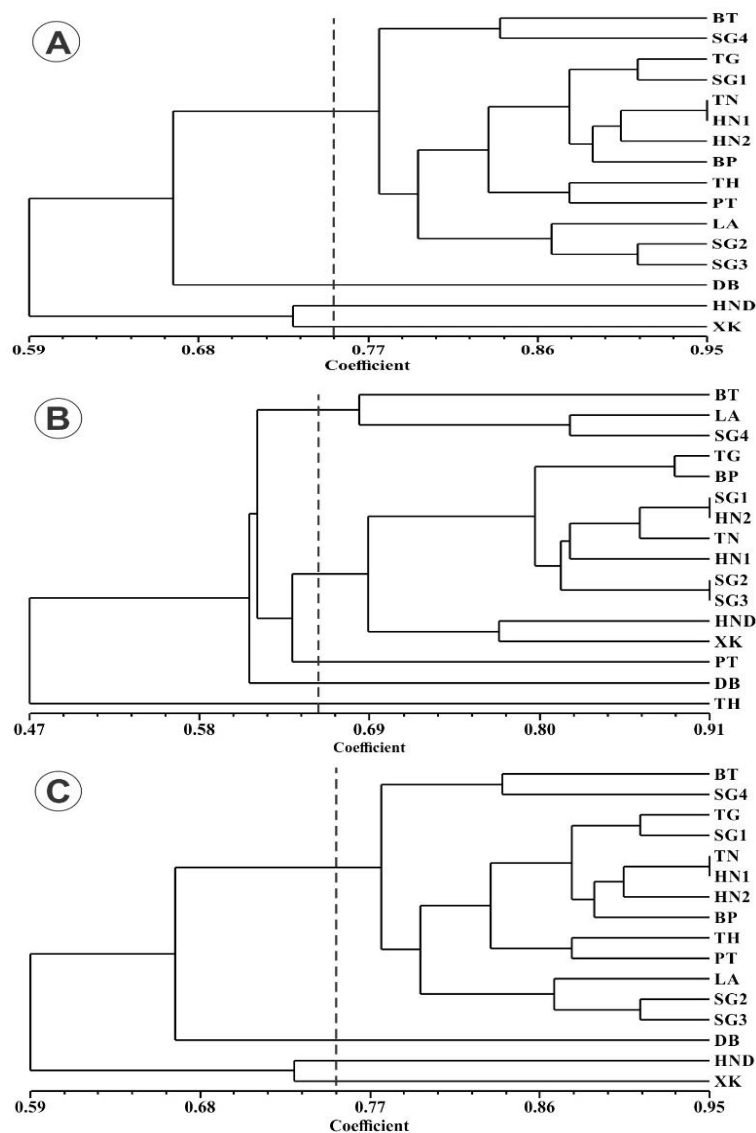 A
BT
SG4
TG
SG1
TN
HN1
HN2
BP
TH
PT
LA
SG2
SG3
DB
HND
XK
0.59 0.68 0.77 0.86 0.95
Coefficient
B
BT
LA
SG4
TG
BP
SG1
HN2
TN
HN1
SG2
SG3
HND
XK
PT
DB
TH
0.47 0.58 0.69 0.80 0.91
Coefficient
C
BT
SG4
TG
SG1
TN
HN1
HN2
BP
TH
PT
LA
SG2
SG3
DB
HND
XK
0.59 0.68 0.77 0.86 0.95
Coefficient